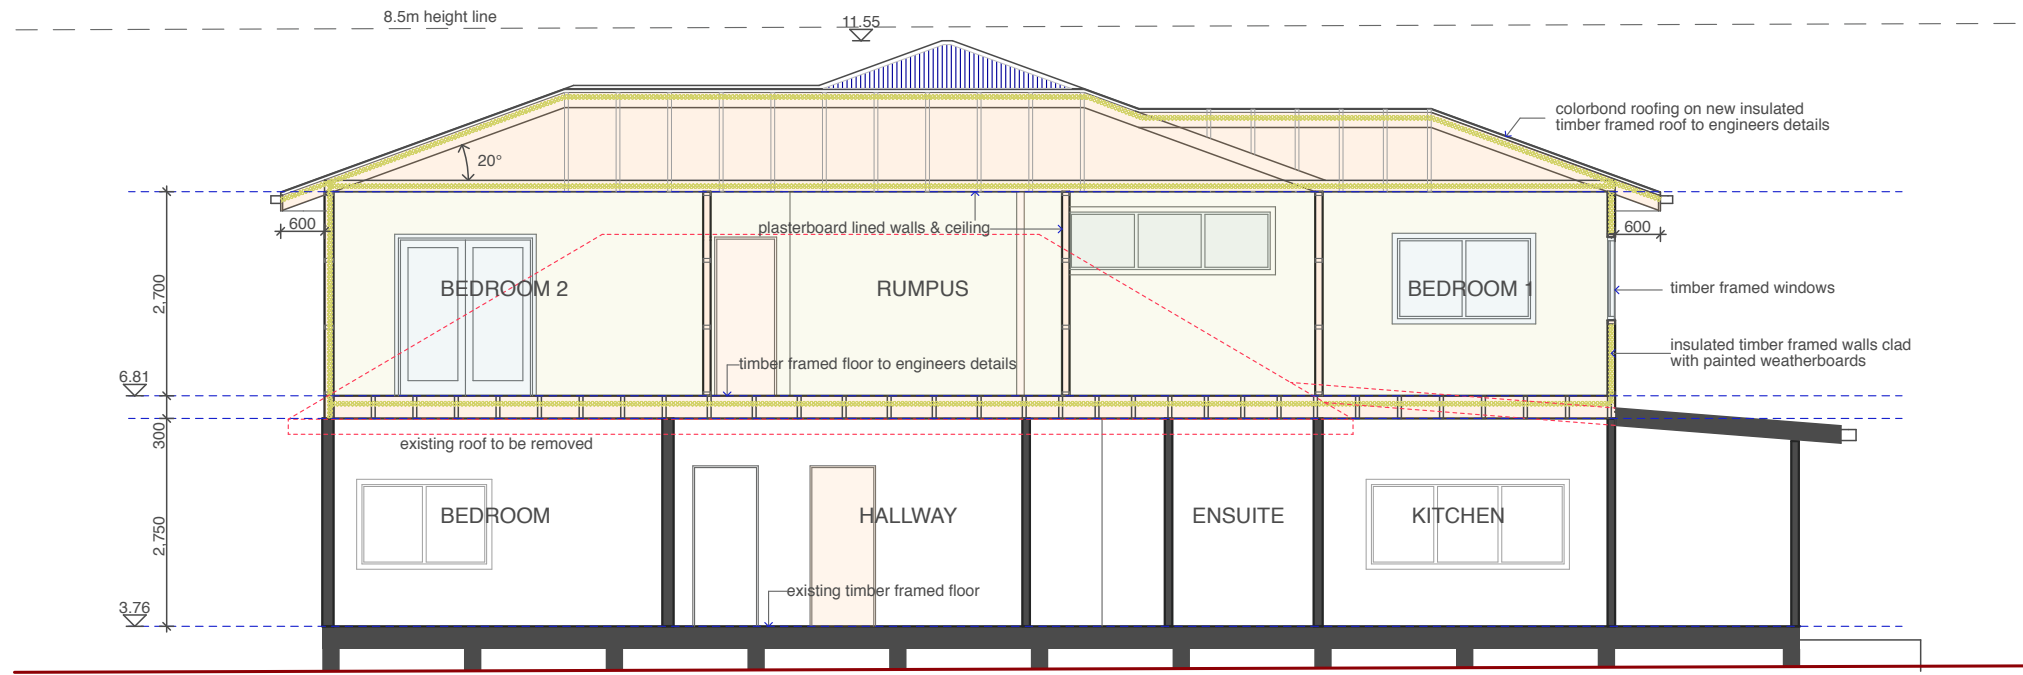 8.5m height line
11.55
colorbond roofing on new insulated
timber framed roof to engineers details
20°
600
plasterboard lined walls & ceiling
600
2,700
BEDROOM 2
RUMPUS
BEDROOM 1
timber framed windows
insulated timber framed walls clad
with painted weatherboards
timber framed floor to engineers details
6.81
300
existing roof to be removed
2,750
BEDROOM
HALLWAY
ENSUITE
KITCHEN
existing timber framed floor
3.76